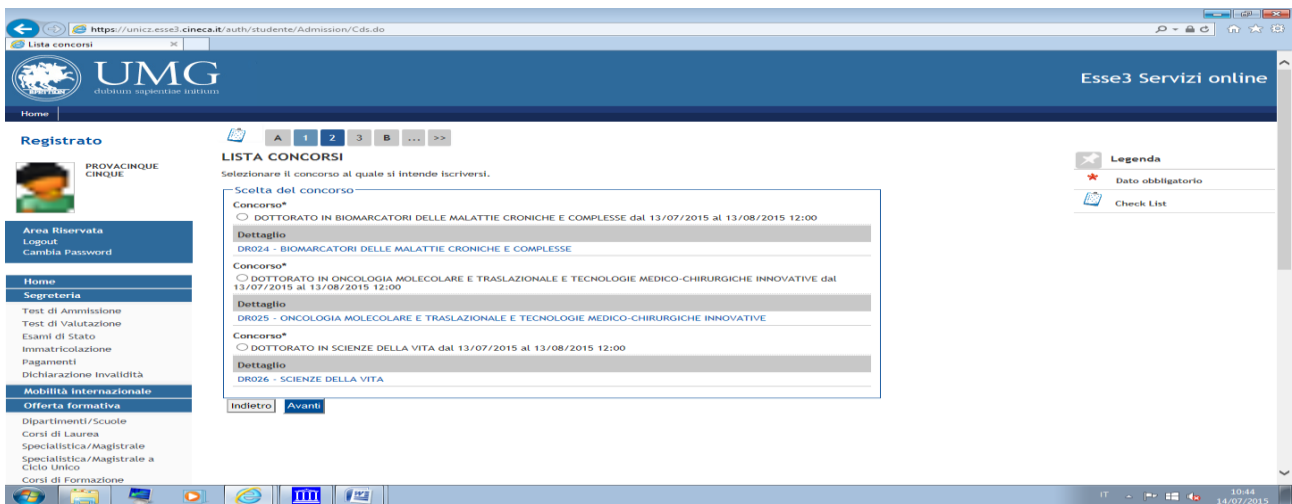 https://unicz.esse3.cineca.it/auth/studente/Admission/Cds.do
Lista concorsi
UMG
dubium sapientiae initium
Esse3 Servizi online
Home
Registrato
PROVACINQUE
CINQUE
Area Riservata
Logout
Cambia Password
Home
Segreteria
Test di Ammissione
Test di Valutazione
Esami di Stato
Immatricolazione
Pagamenti
Dichiarazione Invalidità
Mobilità internazionale
Offerta formativa
Dipartimenti/Scuole
Corsi di Laurea
Specialistica/Magistrale
Specialistica/Magistrale a
Ciclo Unico
Corsi di Formazione
A 1 2 3 B ... >>
LISTA CONCORSI
Selezionare il concorso al quale si intende iscriversi.
Scelta del concorso
Concorso*
DOTTORATO IN BIOMARCATORI DELLE MALATTIE CRONICHE E COMPLESSE dal 13/07/2015 al 13/08/2015 12:00
Dettaglio
DR024 - BIOMARCATORI DELLE MALATTIE CRONICHE E COMPLESSE
Concorso*
DOTTORATO IN ONCOLOGIA MOLECOLARE E TRASLAZIONALE E TECNOLOGIE MEDICO-CHIRURGICHE INNOVATIVE dal
13/07/2015 al 13/08/2015 12:00
Dettaglio
DR025 - ONCOLOGIA MOLECOLARE E TRASLAZIONALE E TECNOLOGIE MEDICO-CHIRURGICHE INNOVATIVE
Concorso*
DOTTORATO IN SCIENZE DELLA VITA dal 13/07/2015 al 13/08/2015 12:00
Dettaglio
DR026 - SCIENZE DELLA VITA
Indietro Avanti
Legenda
* Dato obbligatorio
Check List
IT
10:44
14/07/2015